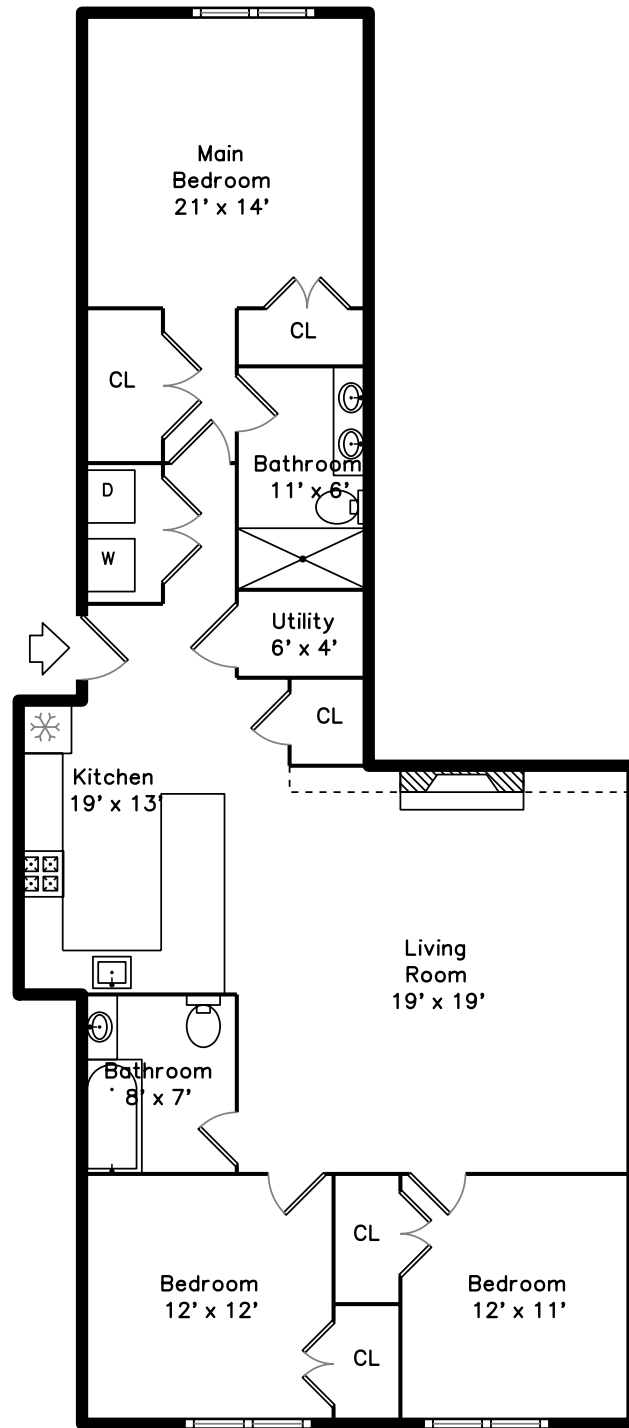 Main
Bedroom
21' x 14'
CL
CL
Bathroom
11' x 6'
D
W
Utility
6' x 4'
CL
Kitchen
19' x 13'
Living
Room
19' x 19'
Bathroom
8' x 7'
CL
Bedroom
12' x 12'
Bedroom
12' x 11'
CL